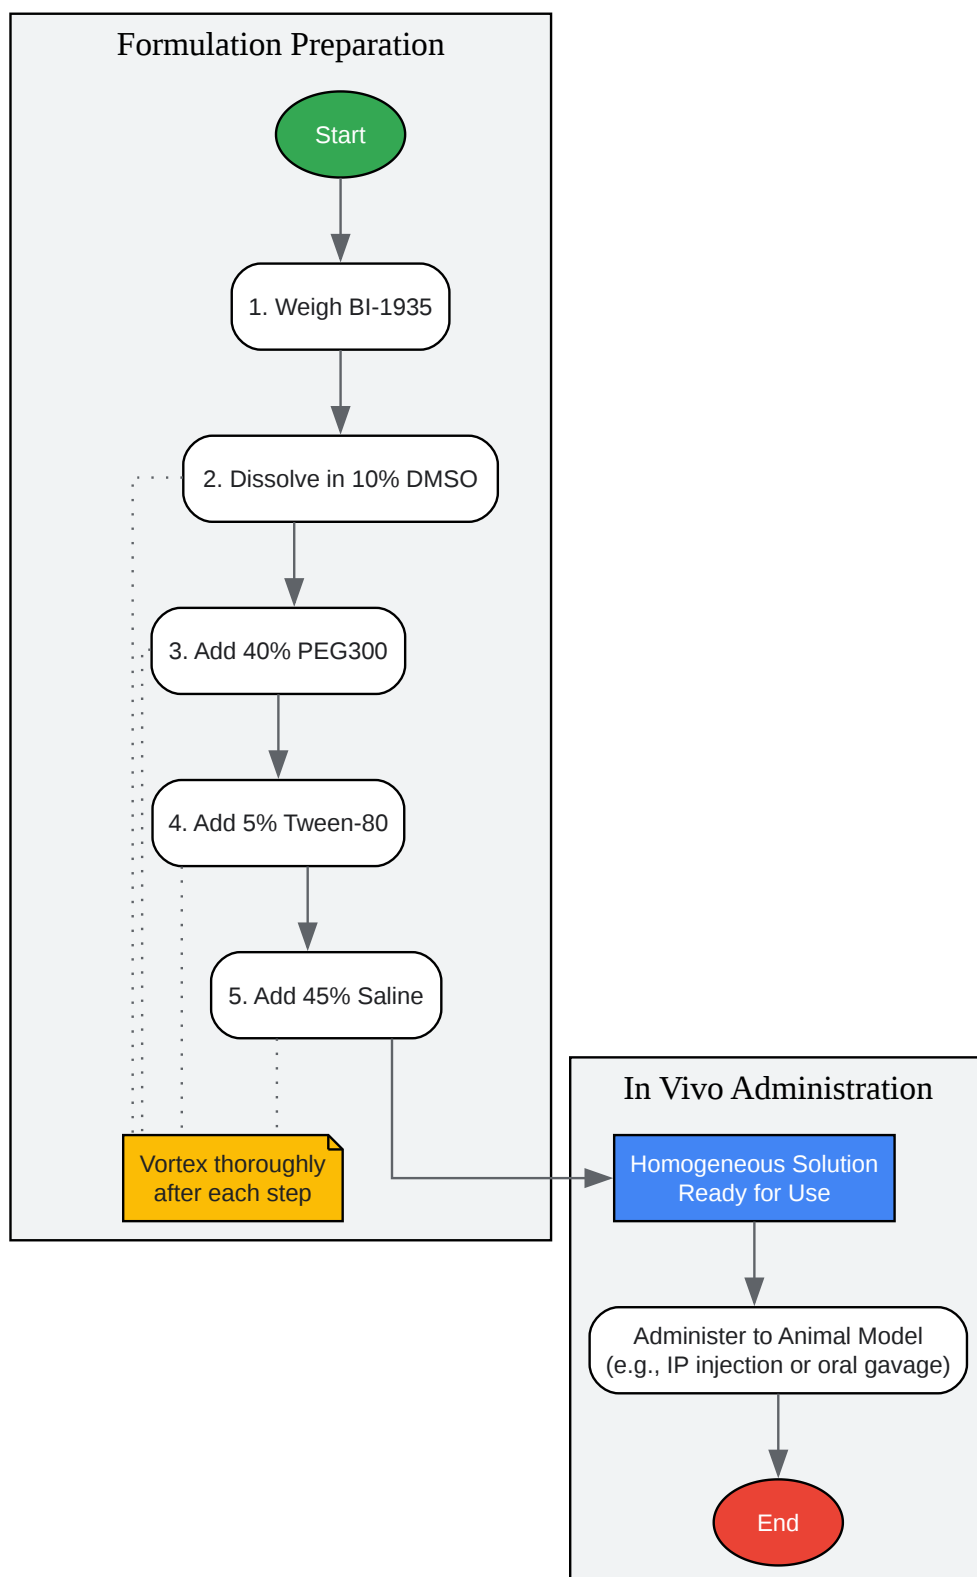 Formulation Preparation
Start
1. Weigh BI-1935
2. Dissolve in 10% DMSO
3. Add 40% PEG300
4. Add 5% Tween-80
5. Add 45% Saline
Vortex thoroughly
after each step
In Vivo Administration
Homogeneous Solution
Ready for Use
Administer to Animal Model
(e.g., IP injection or oral gavage)
End